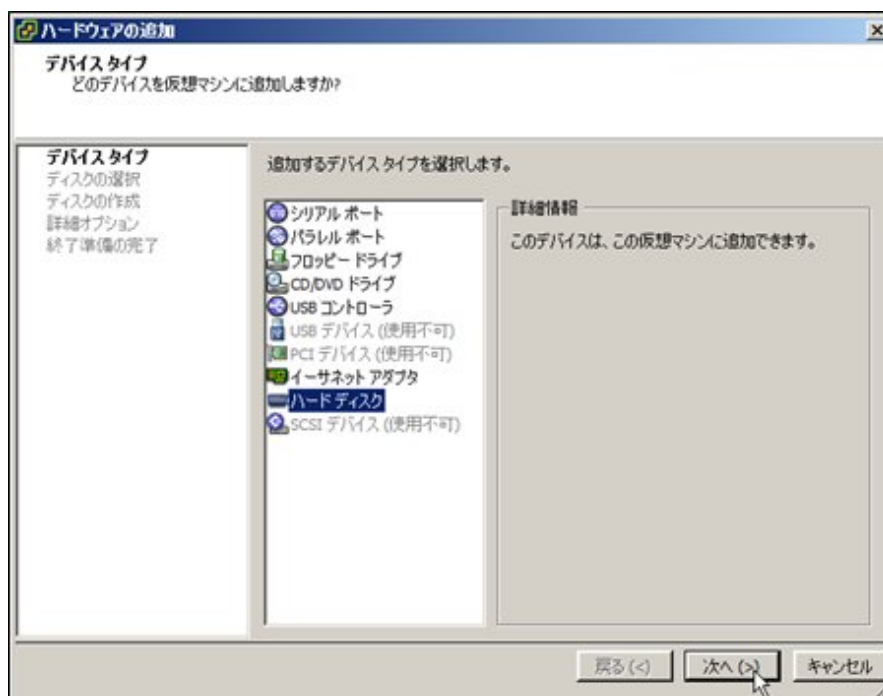 ハードウェアの追加
デバイス タイプ
どのデバイスを仮想マシンに追加しますか?
デバイス タイプ
ディスクの選択
ディスクの作成
詳細オプション
終了準備の完了
追加するデバイス タイプを選択します。
シリアル ポート
パラレル ポート
フロッピー ドライブ
CD/DVD ドライブ
USB コントローラ
USB デバイス (使用不可)
PCI デバイス (使用不可)
イーサネット アダプタ
ハード ディスク
SCSI デバイス (使用不可)
詳細情報
このデバイスは、この仮想マシンに追加できます。
戻る(<) 次へ(>) キャンセル